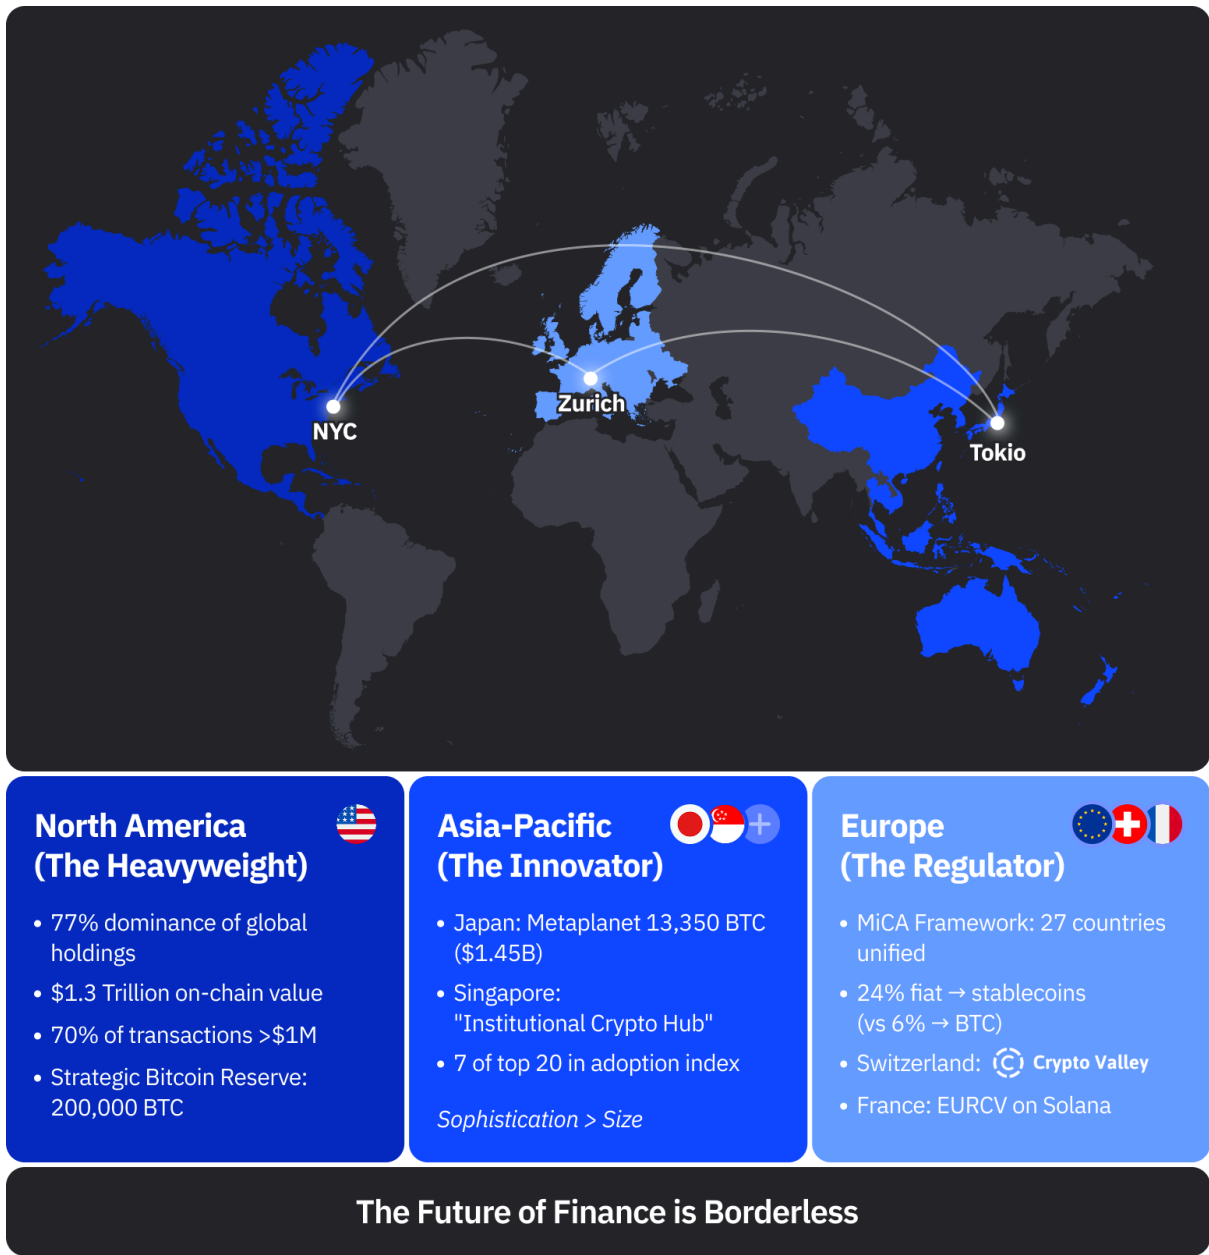 NYC
Zurich
Tokio
North America
(The Heavyweight)
• 77% dominance of global
holdings
• $1.3 Trillion on-chain value
• 70% of transactions >$1M
• Strategic Bitcoin Reserve:
200,000 BTC
Asia-Pacific
(The Innovator)
• Japan: Metaplanet 13,350 BTC
($1.45B)
• Singapore:
"Institutional Crypto Hub"
• 7 of top 20 in adoption index
Sophistication > Size
Europe
(The Regulator)
• MiCA Framework: 27 countries
unified
• 24% fiat → stablecoins
(vs 6% → BTC)
• Switzerland: Crypto Valley
• France: EURCV on Solana
The Future of Finance is Borderless